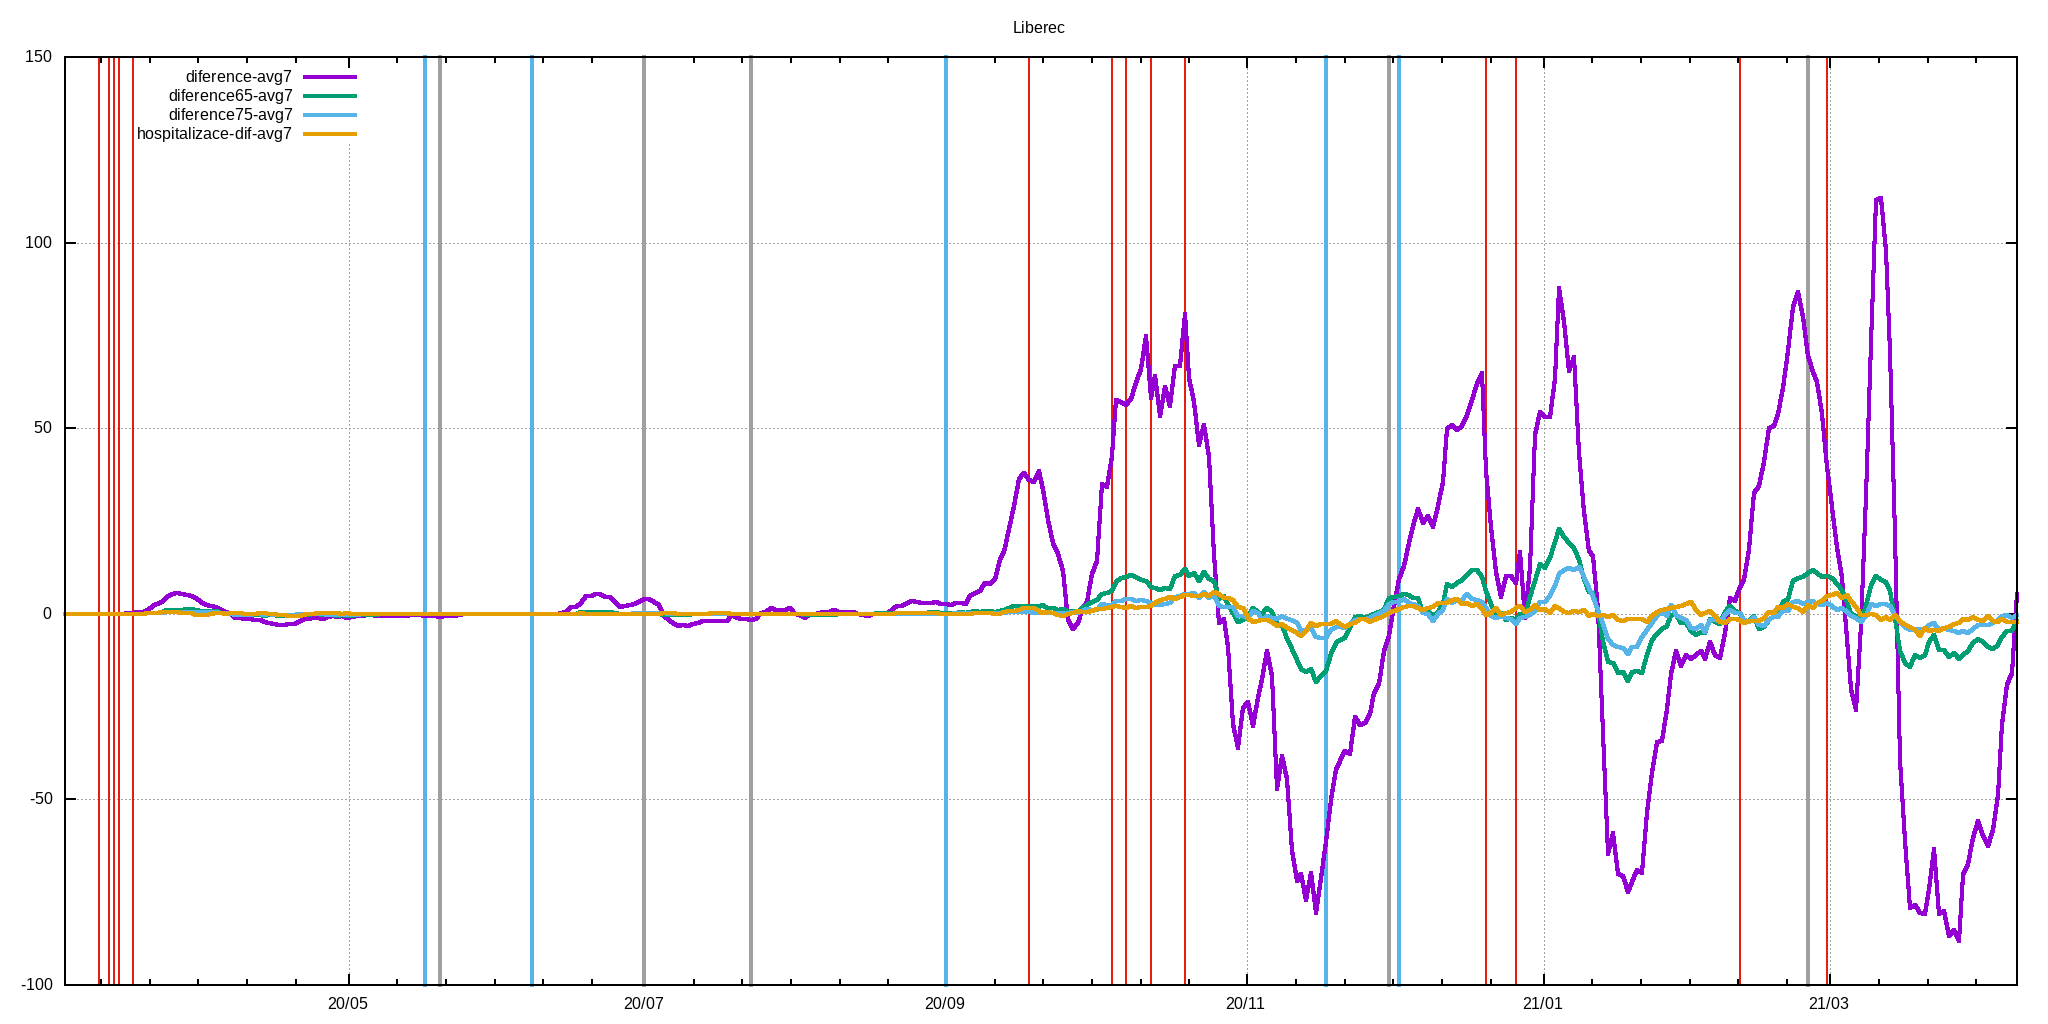 Liberec
150
diference-avg7
diference65-avg7
diference75-avg7
hospitalizace-dif-avg7
100
50
0
-50
-100
20/05 20/07 20/09 20/11 21/01 21/03